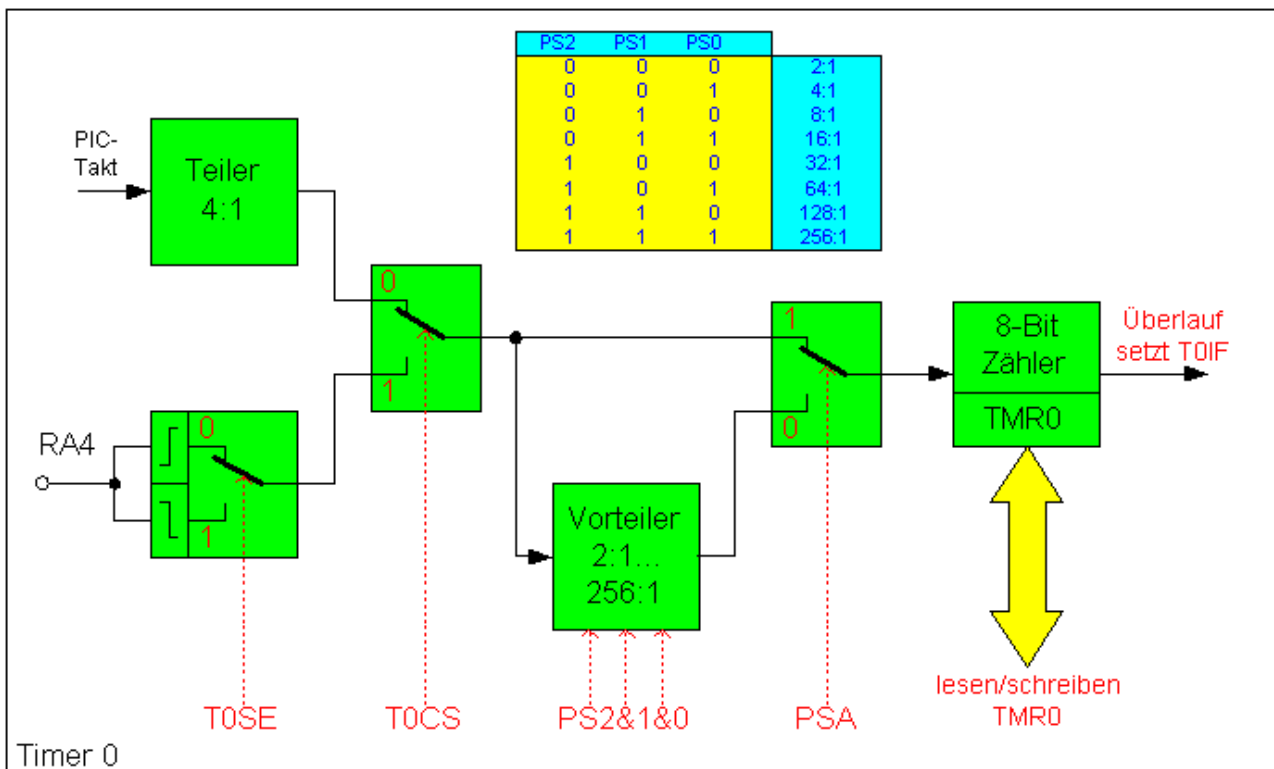 PS2 PS1 PS0
0 0 0 2:1
0 0 1 4:1
0 1 0 8:1
0 1 1 16:1
1 0 0 32:1
1 0 1 64:1
1 1 0 128:1
1 1 1 256:1
PIC-
Takt
Teiler
4:1
0
1
RA4
0
1
1
0
8-Bit
Zähler
TMR0
Überlauf
setzt T0IF
Vorteiler
2:1...
256:1
lesen/schreiben
TMR0
T0SE
T0CS
PS2&1&0
PSA
Timer 0